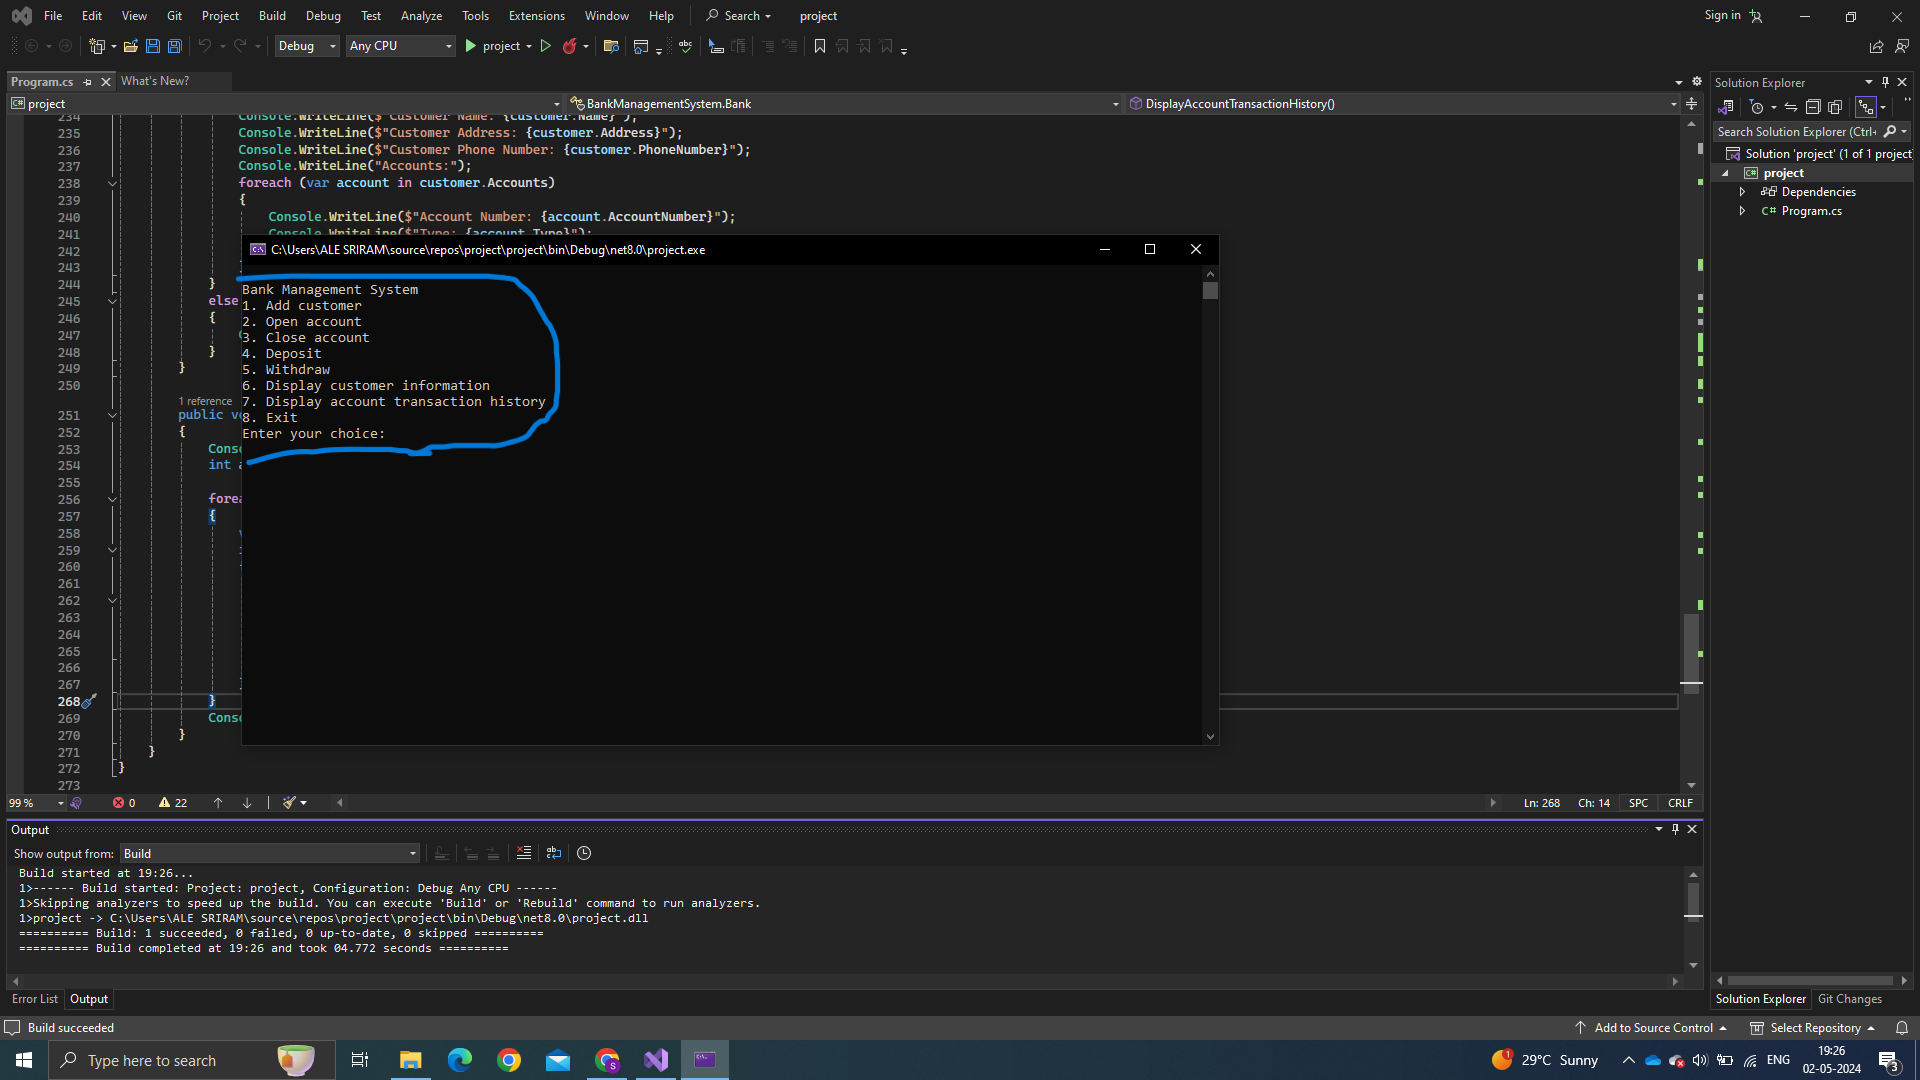 File Edit View Git Project Build Debug Test Analyze Tools Extensions Window Help Search project Sign in
Debug Any CPU project
Program.cs What's New?
project BankManagementSystem.Bank DisplayAccountTransactionHistory()
234 Console.WriteLine($"Customer Name: {customer.Name}");
235 Console.WriteLine($"Customer Address: {customer.Address}");
236 Console.WriteLine($"Customer Phone Number: {customer.PhoneNumber}");
237 Console.WriteLine("Accounts:");
238 foreach (var account in customer.Accounts)
239 {
240 Console.WriteLine($"Account Number: {account.AccountNumber}");
241 Console.WriteLine($"Type: {account.Type}");
242
243
244 }
245 else
246 {
247
248 }
249 }
250
1 reference
251 public v
252 {
253 Conso
254 int a
255
256 forea
257 {
258
259
260
261
262
263
264
265
266
267
268 }
269 Conso
270 }
271 }
272 }
273
C:\Users\ALE SRIRAM\source\repos\project\project\bin\Debug\net8.0\project.exe
Bank Management System
1. Add customer
2. Open account
3. Close account
4. Deposit
5. Withdraw
6. Display customer information
7. Display account transaction history
8. Exit
Enter your choice:
99 % 0 22 Ln: 268 Ch: 14 SPC CRLF
Output
Show output from: Build
Build started at 19:26...
1>------ Build started: Project: project, Configuration: Debug Any CPU ------
1>Skipping analyzers to speed up the build. You can execute 'Build' or 'Rebuild' command to run analyzers.
1>project -> C:\Users\ALE SRIRAM\source\repos\project\project\bin\Debug\net8.0\project.dll
========== Build: 1 succeeded, 0 failed, 0 up-to-date, 0 skipped ==========
========== Build completed at 19:26 and took 04.772 seconds ==========
Error List Output
Solution Explorer
Search Solution Explorer (Ctrl+
Solution 'project' (1 of 1 project
project
Dependencies
C# Program.cs
Solution Explorer Git Changes
Build succeeded Add to Source Control Select Repository
Type here to search 1 29°C Sunny ENG 19:26
02-05-2024 3